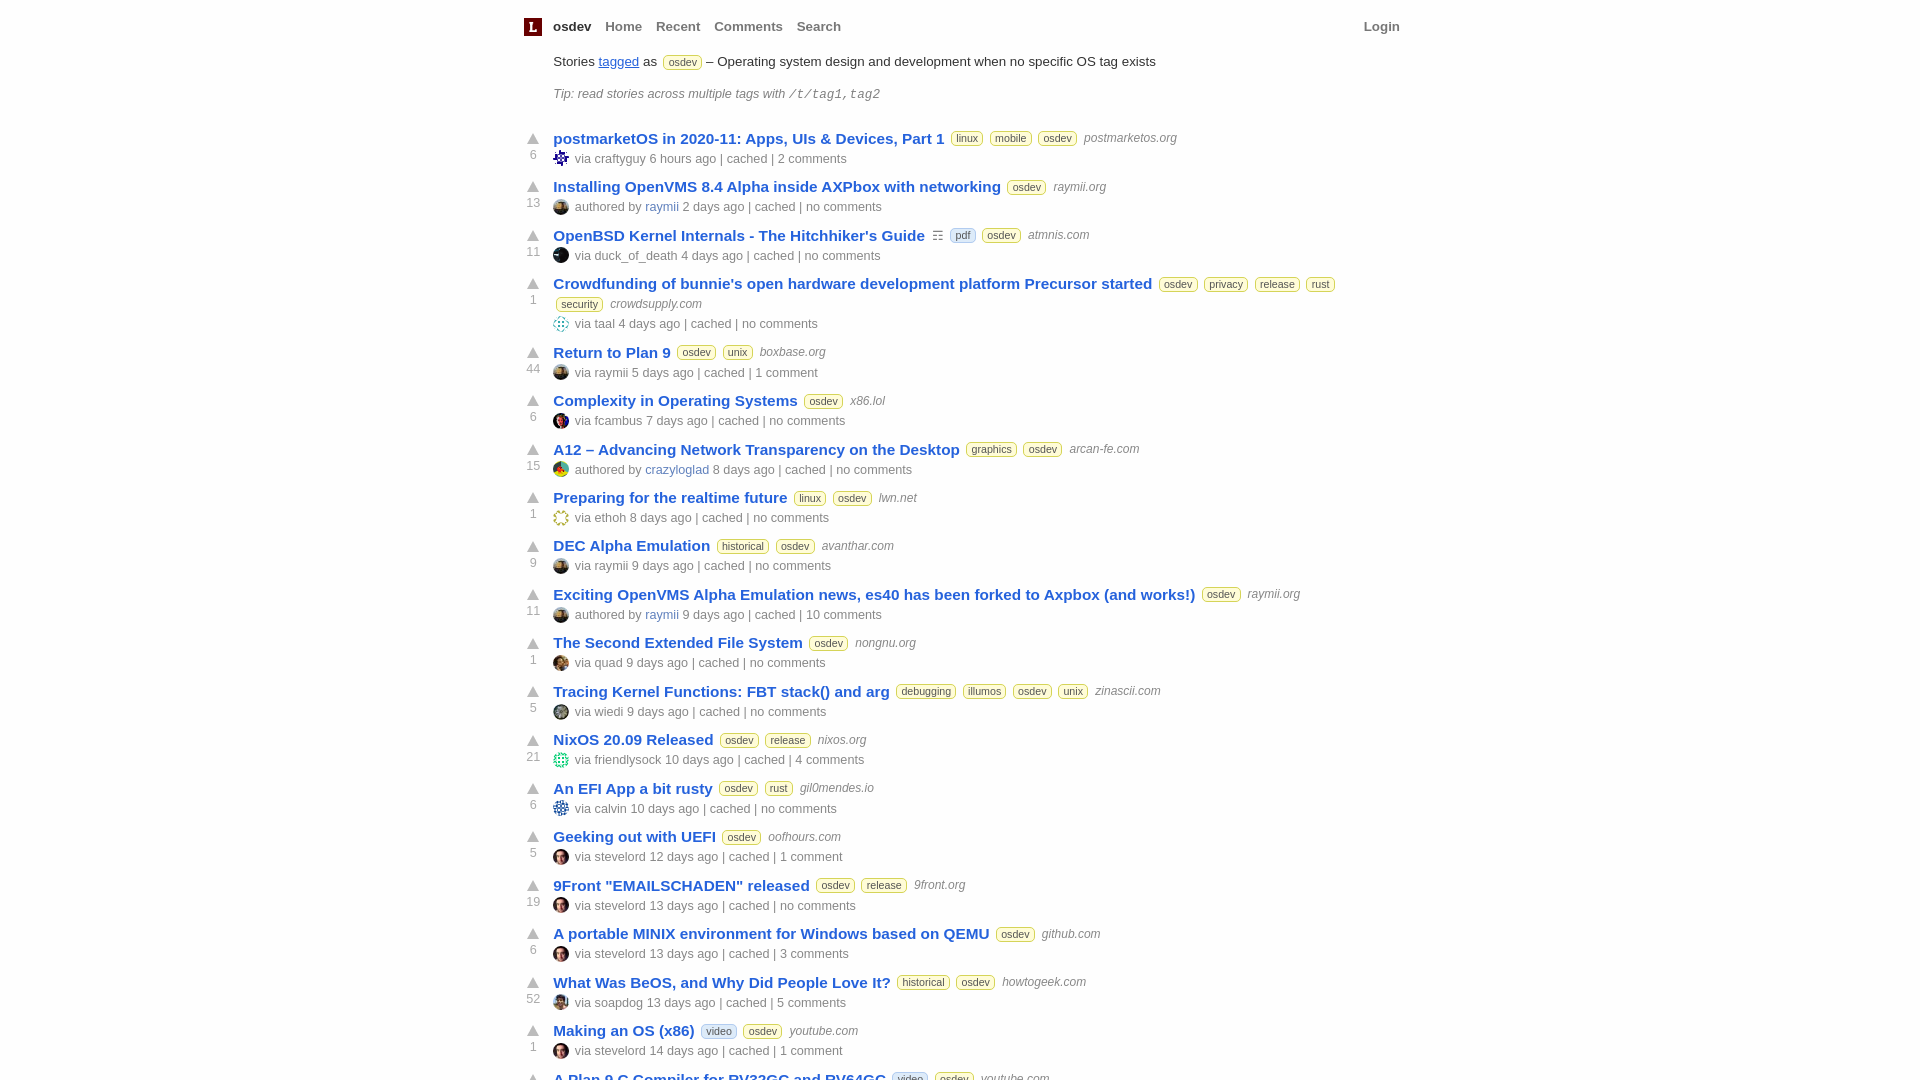 L osdev Home Recent Comments Search Login
Stories tagged as osdev – Operating system design and development when no specific OS tag exists
Tip: read stories across multiple tags with /t/tag1,tag2
postmarketOS in 2020-11: Apps, UIs & Devices, Part 1 linux mobile osdev postmarketos.org
6 via craftyguy 6 hours ago | cached | 2 comments
Installing OpenVMS 8.4 Alpha inside AXPbox with networking osdev raymii.org
13 authored by raymii 2 days ago | cached | no comments
OpenBSD Kernel Internals - The Hitchhiker's Guide ☶ pdf osdev atmnis.com
11 via duck_of_death 4 days ago | cached | no comments
Crowdfunding of bunnie's open hardware development platform Precursor started osdev privacy release rust
1 security crowdsupply.com
via taal 4 days ago | cached | no comments
Return to Plan 9 osdev unix boxbase.org
44 via raymii 5 days ago | cached | 1 comment
Complexity in Operating Systems osdev x86.lol
6 via fcambus 7 days ago | cached | no comments
A12 – Advancing Network Transparency on the Desktop graphics osdev arcan-fe.com
15 authored by crazyloglad 8 days ago | cached | no comments
Preparing for the realtime future linux osdev lwn.net
1 via ethoh 8 days ago | cached | no comments
DEC Alpha Emulation historical osdev avanthar.com
9 via raymii 9 days ago | cached | no comments
Exciting OpenVMS Alpha Emulation news, es40 has been forked to Axpbox (and works!) osdev raymii.org
11 authored by raymii 9 days ago | cached | 10 comments
The Second Extended File System osdev nongnu.org
1 via quad 9 days ago | cached | no comments
Tracing Kernel Functions: FBT stack() and arg debugging illumos osdev unix zinascii.com
5 via wiedi 9 days ago | cached | no comments
NixOS 20.09 Released osdev release nixos.org
21 via friendlysock 10 days ago | cached | 4 comments
An EFI App a bit rusty osdev rust gil0mendes.io
6 via calvin 10 days ago | cached | no comments
Geeking out with UEFI osdev oofhours.com
5 via stevelord 12 days ago | cached | 1 comment
9Front "EMAILSCHADEN" released osdev release 9front.org
19 via stevelord 13 days ago | cached | no comments
A portable MINIX environment for Windows based on QEMU osdev github.com
6 via stevelord 13 days ago | cached | 3 comments
What Was BeOS, and Why Did People Love It? historical osdev howtogeek.com
52 via soapdog 13 days ago | cached | 5 comments
Making an OS (x86) video osdev youtube.com
1 via stevelord 14 days ago | cached | 1 comment
A Plan 9 C Compiler for RV32GC and RV64GC video osdev youtube.com